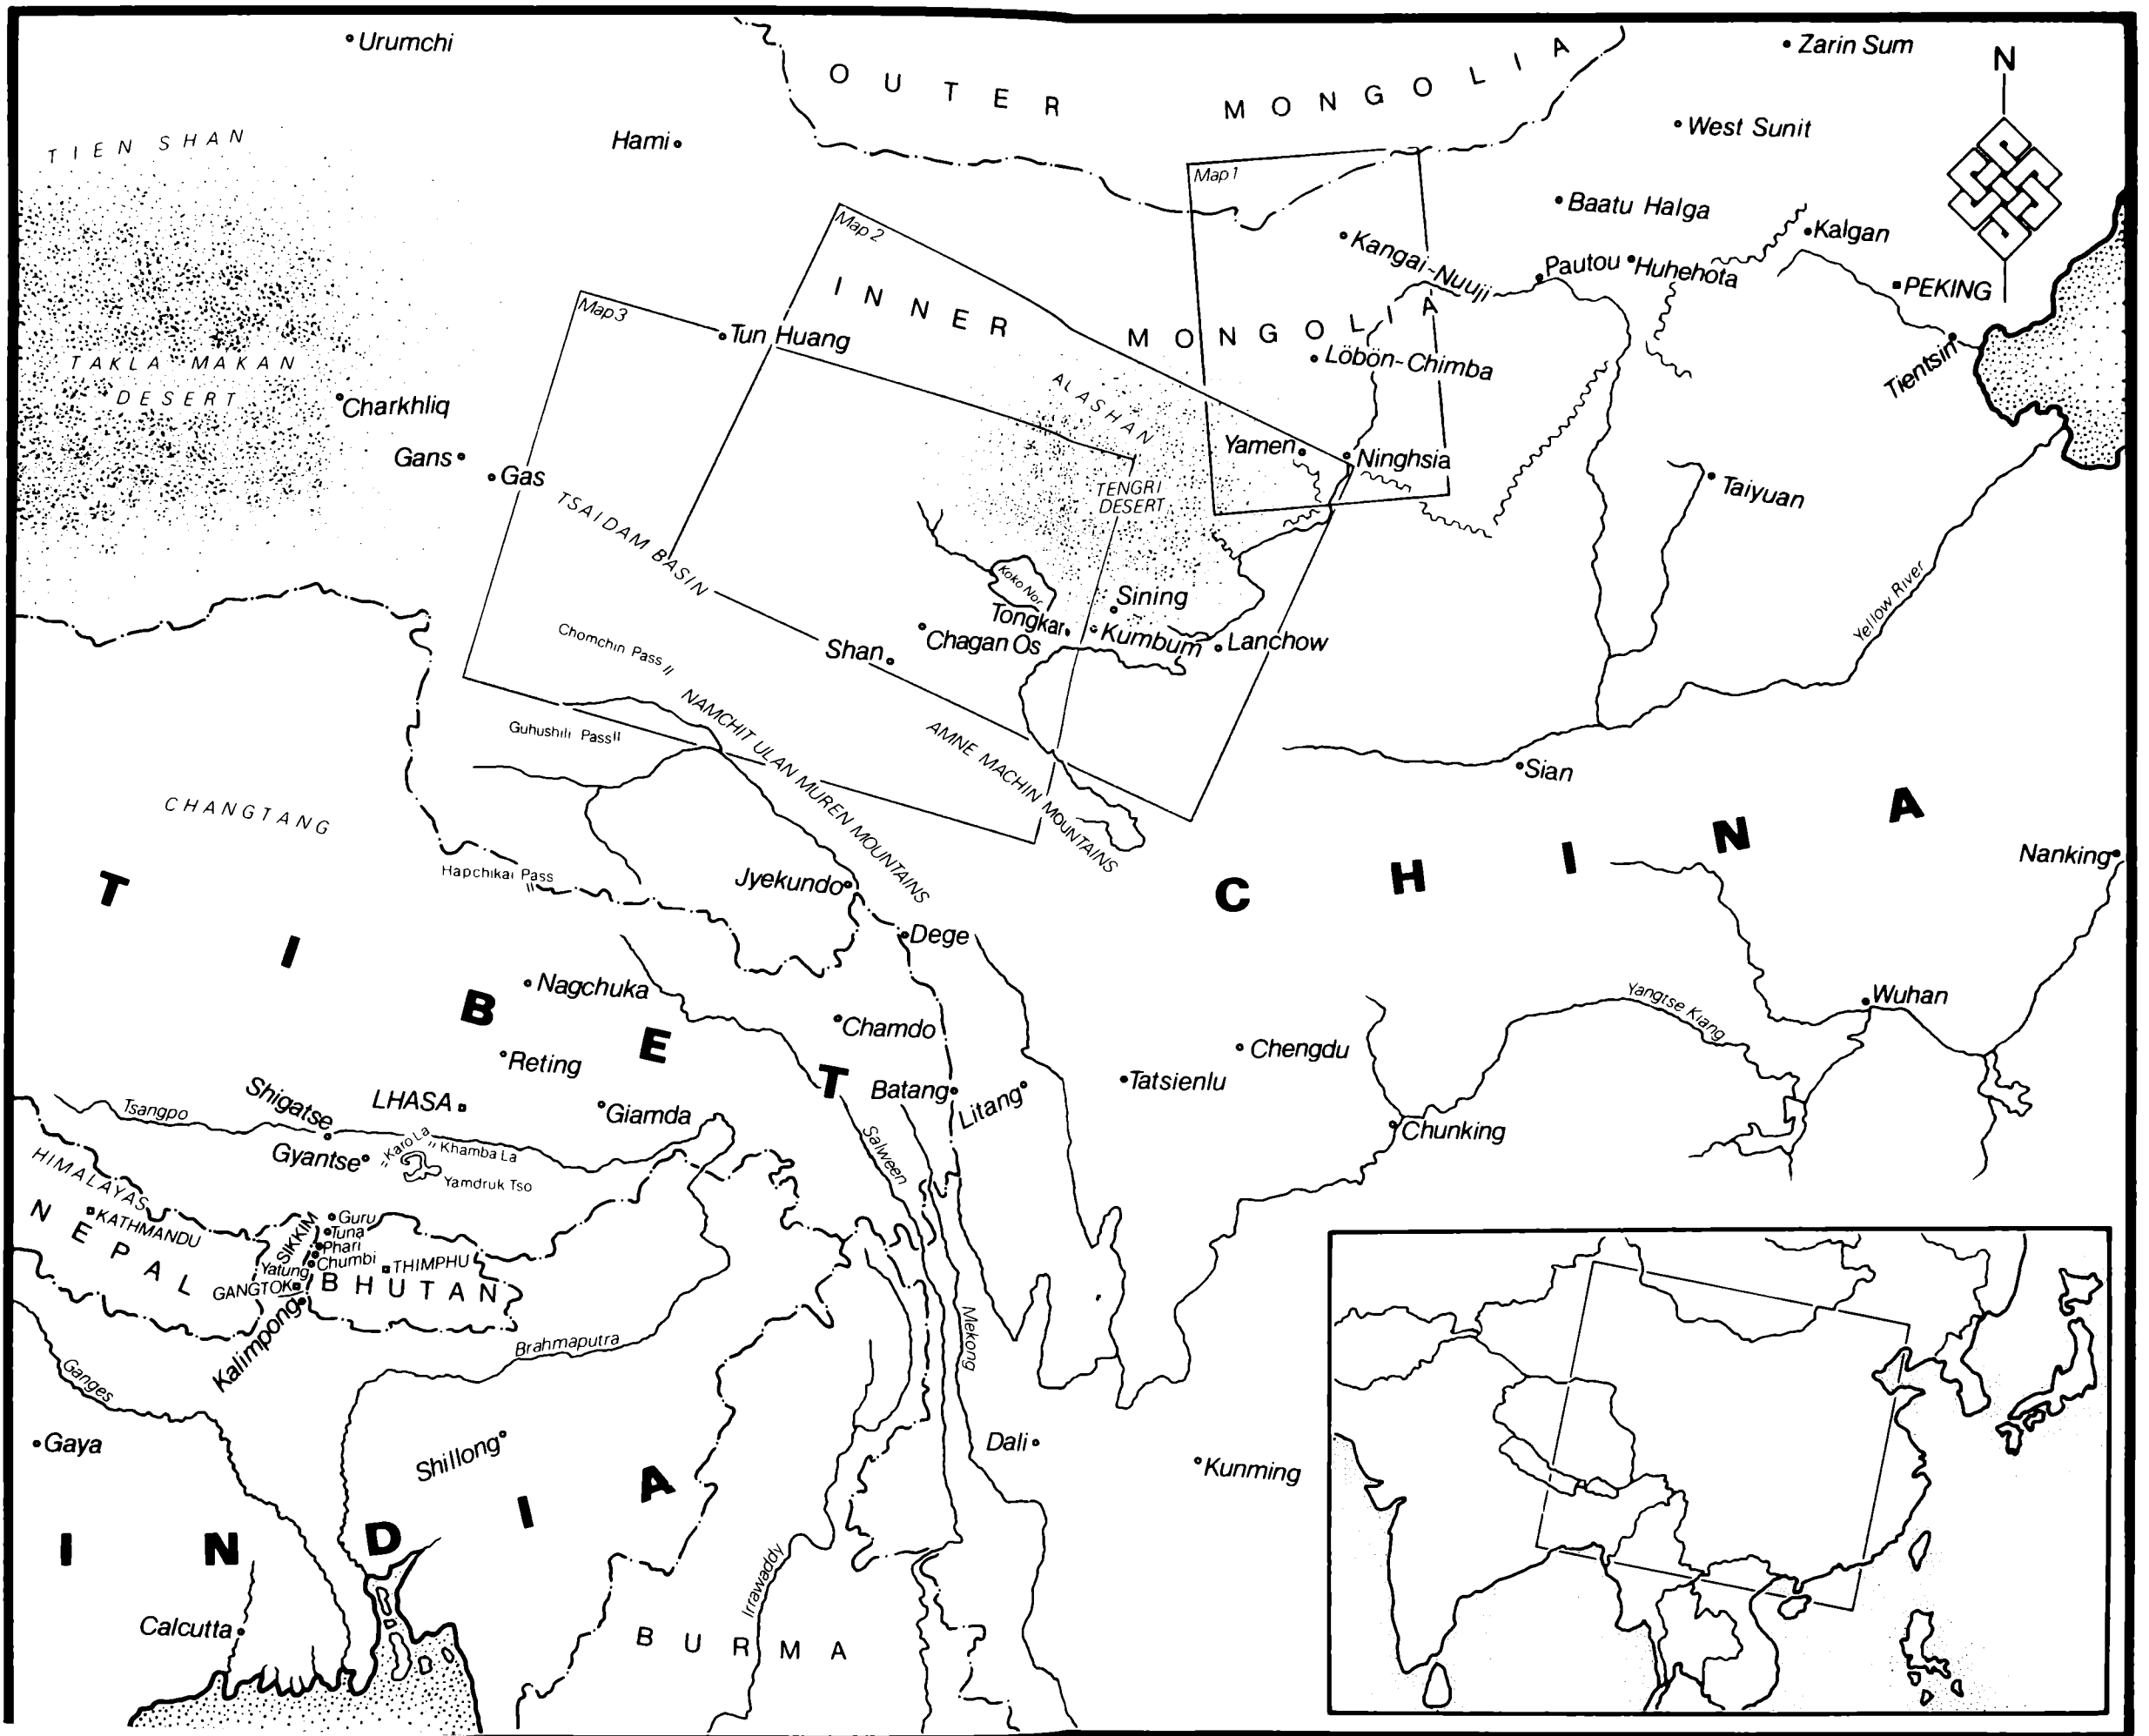 Urumchi
OUTER MONGOLIA
Zarin Sum
N
TIEN SHAN
Hami
West Sunit
Map 1
Baatu Halga
Map 2
Kalgan
Kangai-Nuuji
Pautou
Huhehota
PEKING
INNER MONGOLIA
Map 3
Tun Huang
Löbön-Chimba
Tientsin
TAKLA MAKAN
DESERT
Charkhliq
ALASHAN
Gans
Gas
Yamen
Ninghsia
TENGRI
DESERT
Taiyuan
TSAIDAM BASIN
Koko Nor
Sining
Tongkar
Kumbum
Lanchow
Yellow River
Chagan Os
Shan
Chomchin Pass
NAMCHIT ULAN MUREN MOUNTAINS
Guhushili Pass
AMNE MACHIN MOUNTAINS
Sian
CHANGTANG
CHINA
Nanking
Hapchikai Pass
Jyekundo
TIBET
Dege
Nagchuka
Chamdo
Yangtse Kiang
Wuhan
Reting
Chengdu
Shigatse
LHASA
Giamda
Batang
Litang
Tatsienlu
Tsangpo
Chunking
Gyantse
Karo La
Khamba La
Yamdruk Tso
Salween
HIMALAYAS
NEPAL
KATHMANDU
SIKKIM
Guru
Tuna
Phari
Chumbi
Yatung
THIMPHU
GANGTOK
BHUTAN
Kalimpong
Brahmaputra
Mekong
Ganges
Gaya
Shillong
Dali
Kunming
INDIA
Irrawaddy
Calcutta
BURMA